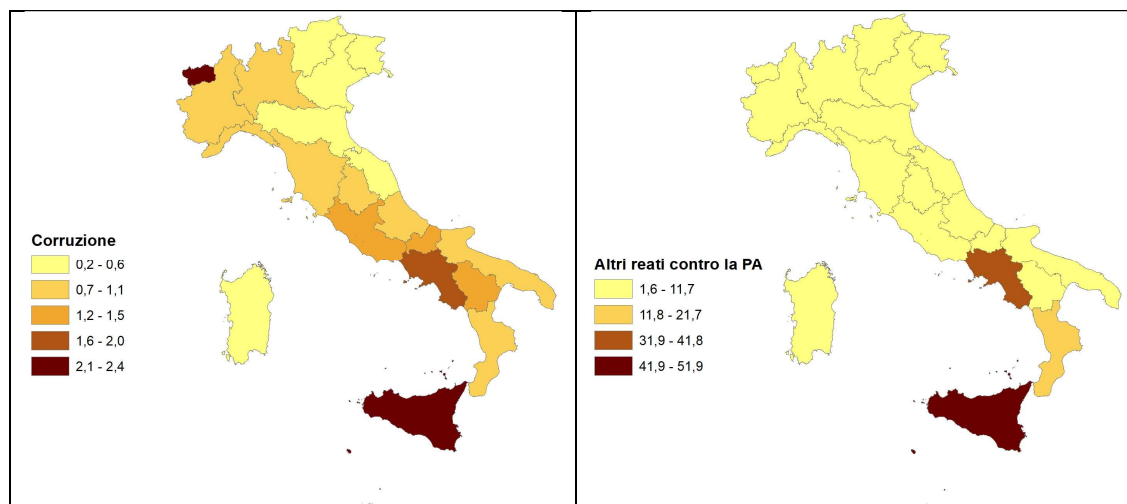 Corruzione
0,2 - 0,6
0,7 - 1,1
1,2 - 1,5
1,6 - 2,0
2,1 - 2,4
Altri reati contro la PA
1,6 - 11,7
11,8 - 21,7
31,9 - 41,8
41,9 - 51,9